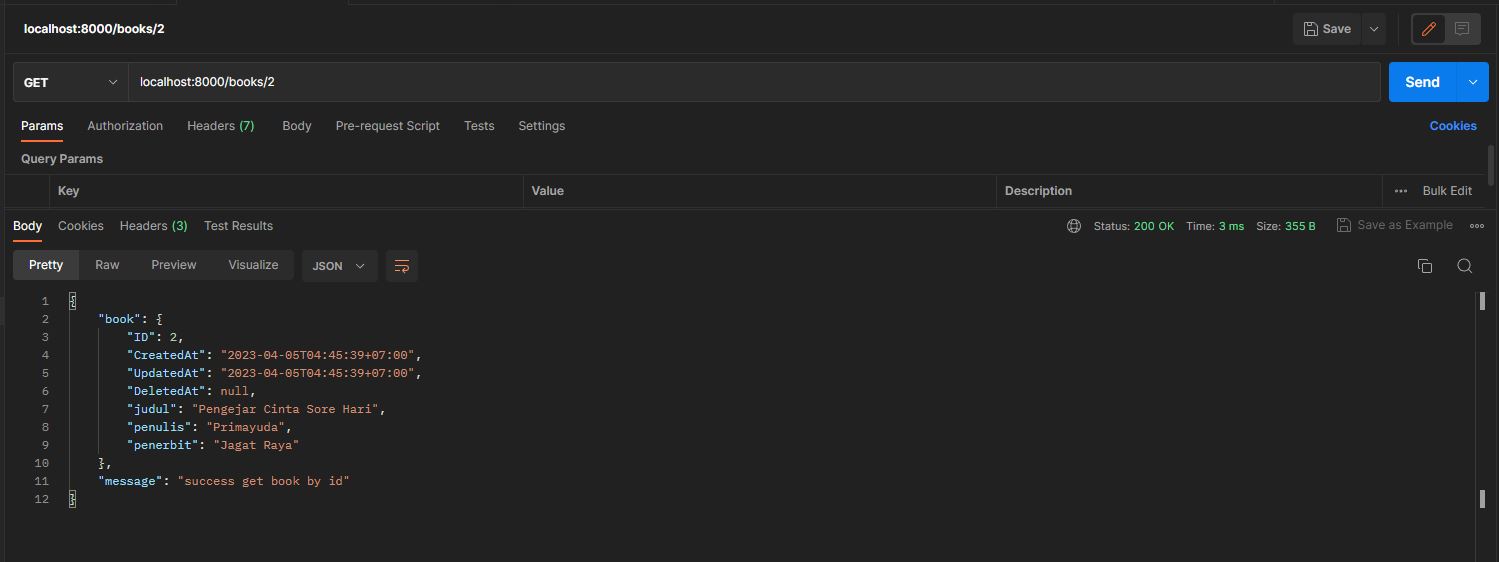 localhost:8000/books/2
Save
GET localhost:8000/books/2 Send
Params Authorization Headers (7) Body Pre-request Script Tests Settings Cookies
Query Params
Key Value Description Bulk Edit
Body Cookies Headers (3) Test Results Status: 200 OK Time: 3 ms Size: 355 B Save as Example
Pretty Raw Preview Visualize JSON
1 {
2 "book": {
3 "ID": 2,
4 "CreatedAt": "2023-04-05T04:45:39+07:00",
5 "UpdatedAt": "2023-04-05T04:45:39+07:00",
6 "DeletedAt": null,
7 "judul": "Pengejar Cinta Sore Hari",
8 "penulis": "Primayuda",
9 "penerbit": "Jagat Raya"
10 },
11 "message": "success get book by id"
12 }